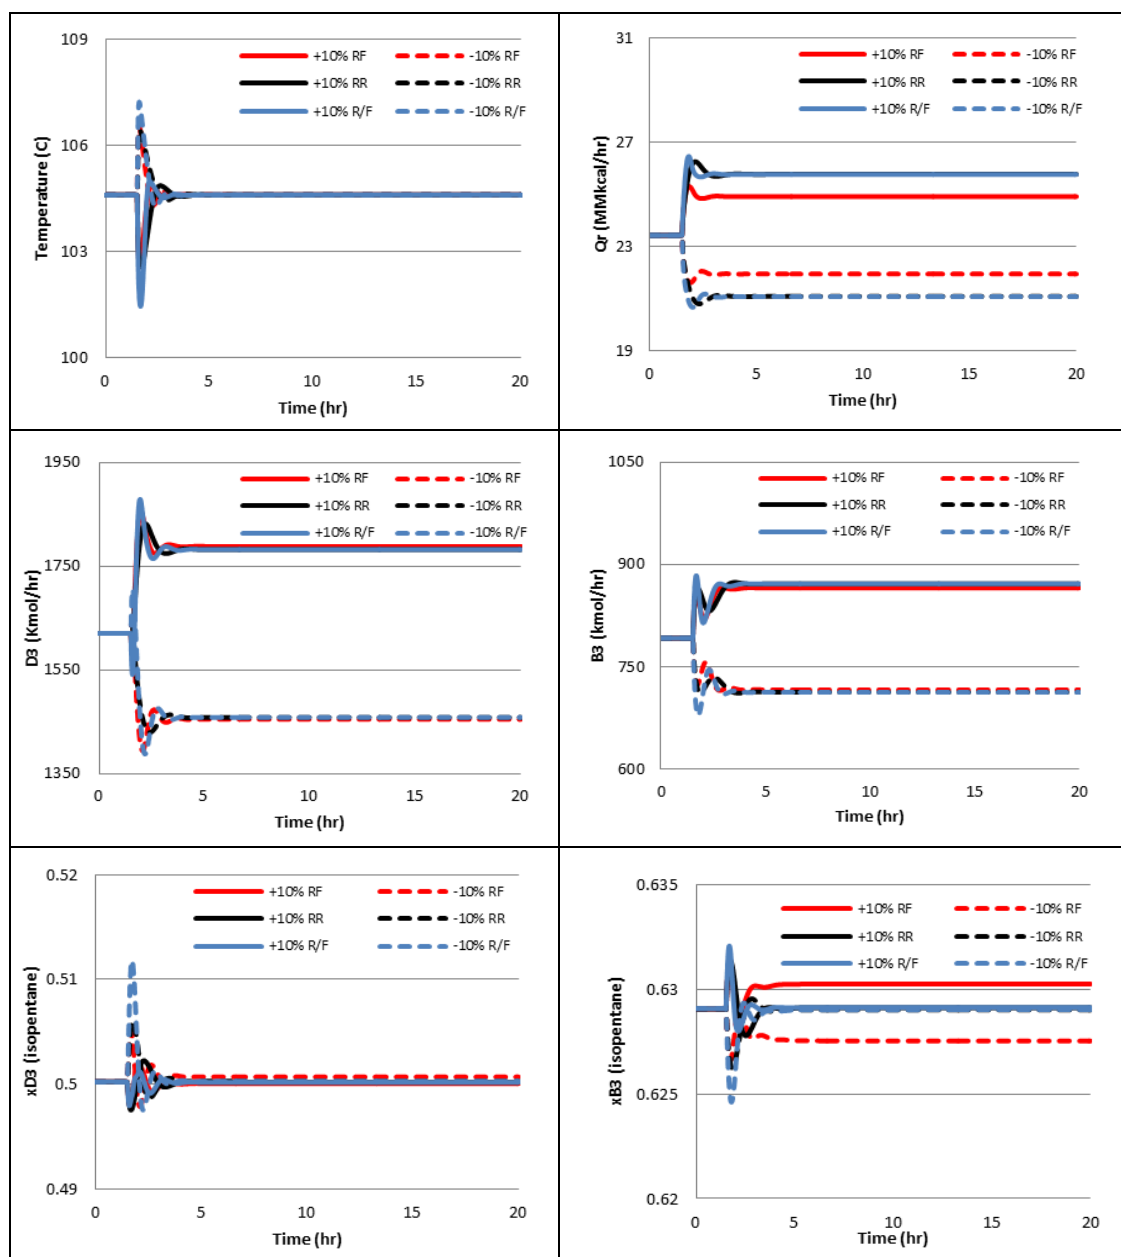 109
106
103
100
Temperature (C)
+10% RF
-10% RF
+10% RR
-10% RR
+10% R/F
-10% R/F
0
5
10
15
20
Time (hr)
31
27
23
19
Qr (MMkcal/hr)
+10% RF
-10% RF
+10% RR
-10% RR
+10% R/F
-10% R/F
0
5
10
15
20
Time (hr)
1950
1750
1550
1350
D3 (Kmol/hr)
+10% RF
-10% RF
+10% RR
-10% RR
+10% R/F
-10% R/F
0
5
10
15
20
Time (hr)
1050
900
750
600
B3 (kmol/hr)
+10% RF
-10% RF
+10% RR
-10% RR
+10% R/F
-10% R/F
0
5
10
15
20
Time (hr)
0.52
0.51
0.5
0.49
xD3 (isopentane)
+10% RF
-10% RF
+10% RR
-10% RR
+10% R/F
-10% R/F
0
5
10
15
20
Time (hr)
0.635
0.63
0.625
0.62
xB3 (isopentane)
+10% RF
-10% RF
+10% RR
-10% RR
+10% R/F
-10% R/F
0
5
10
15
20
Time (hr)